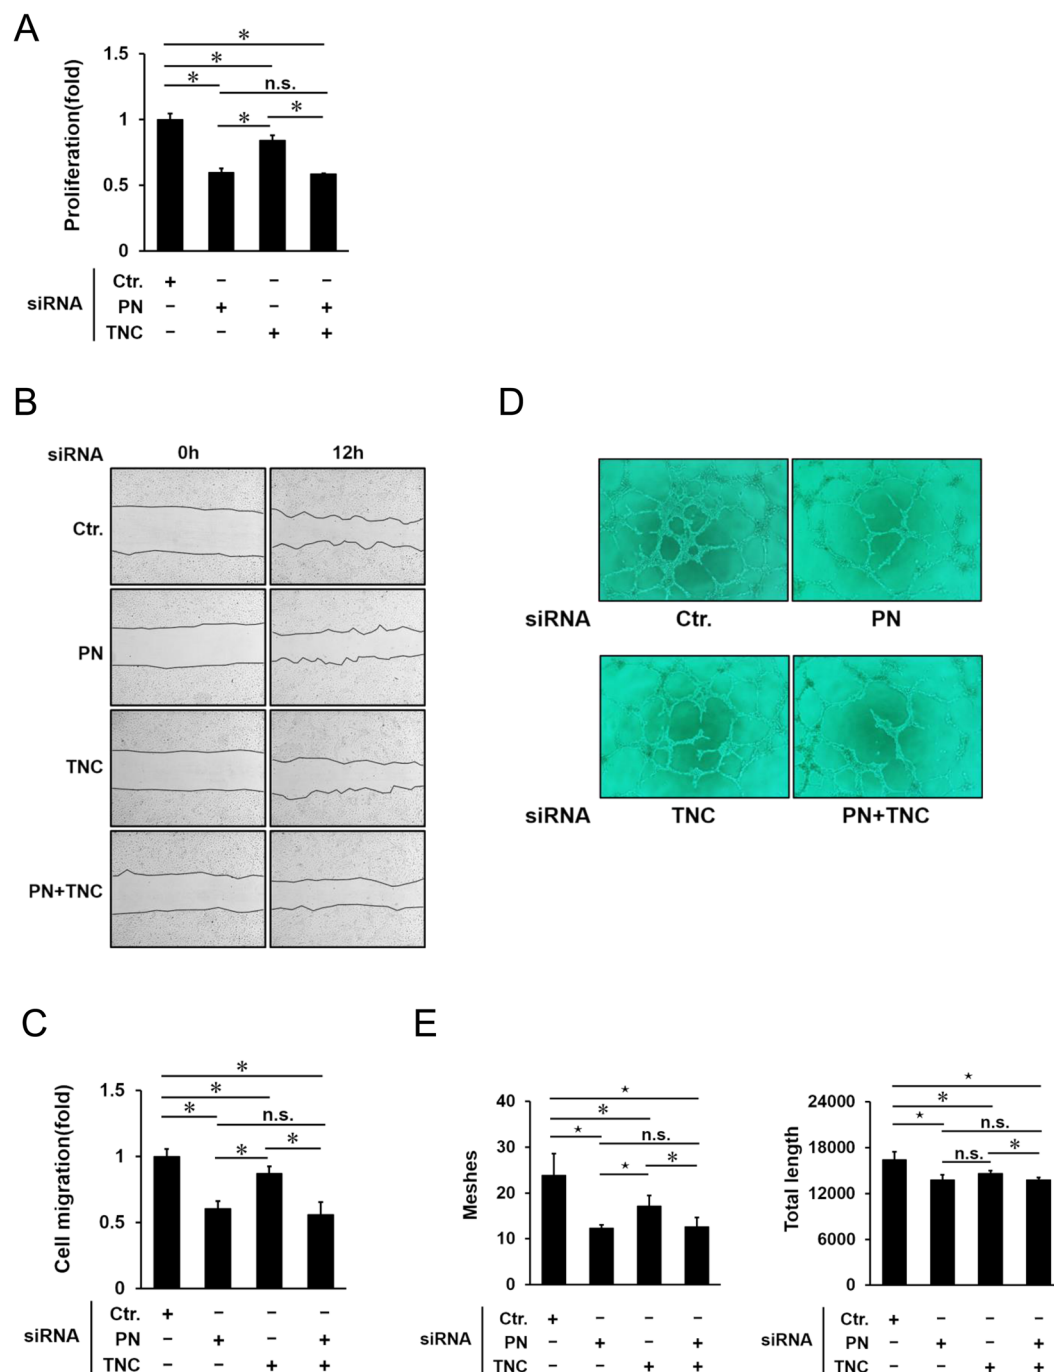 A
Proliferation(fold)
1.5
1
0.5
0
*
*
*
n.s.
*
*
siRNA
Ctr. + − − −
PN − + − +
TNC − − + +
B
siRNA 0h 12h
Ctr.
PN
TNC
PN+TNC
D
siRNA Ctr. PN
siRNA TNC PN+TNC
C
Cell migration(fold)
1.5
1
0.5
0
*
*
*
n.s.
*
*
siRNA
Ctr. + − − −
PN − + − +
TNC − − + +
E
Meshes
40
30
20
10
0
⋆
*
⋆
n.s.
⋆
*
siRNA
Ctr. + − − −
PN − + − +
TNC − − + +
Total length
24000
18000
12000
6000
0
⋆
*
⋆
n.s.
n.s.
*
siRNA
Ctr. + − − −
PN − + − +
TNC − − + +